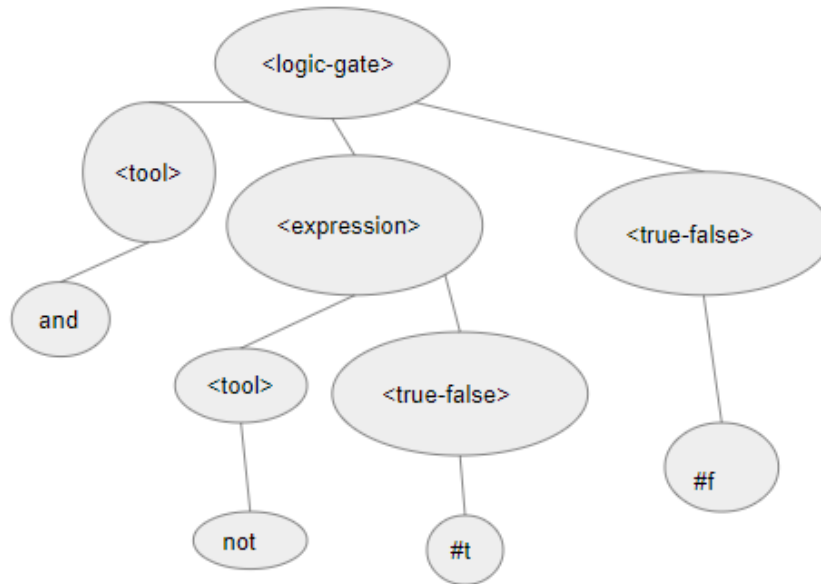 <logic-gate>
<tool>
<expression>
<true-false>
and
<tool>
<true-false>
#f
not
#t